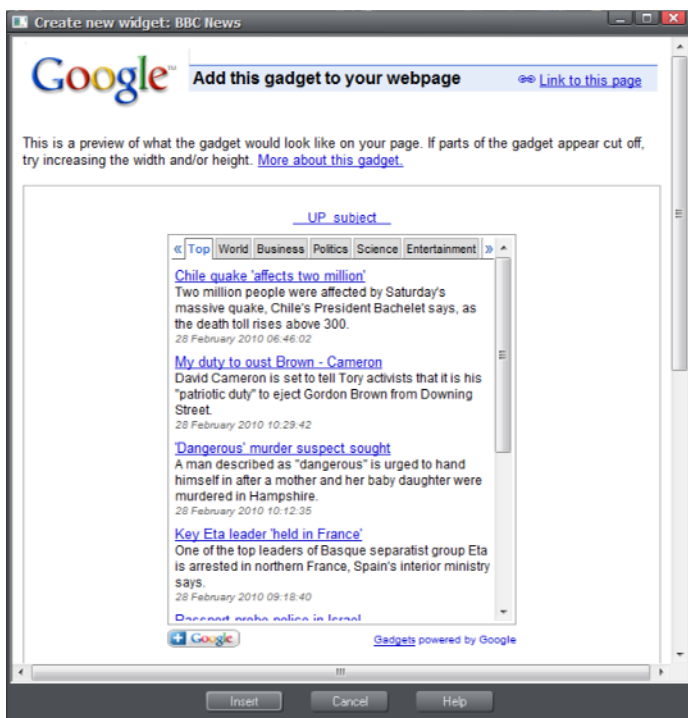 Create new widget: BBC News
Google™
Add this gadget to your webpage
Link to this page
This is a preview of what the gadget would look like on your page. If parts of the gadget appear cut off,
try increasing the width and/or height. More about this gadget.
__UP_subject__
« Top World Business Politics Science Entertainment »
Chile quake 'affects two million'
Two million people were affected by Saturday's
massive quake, Chile's President Bachelet says, as
the death toll rises above 300.
28 February 2010 06:46:02
My duty to oust Brown - Cameron
David Cameron is set to tell Tory activists that it is his
"patriotic duty" to eject Gordon Brown from Downing
Street.
28 February 2010 10:29:42
'Dangerous' murder suspect sought
A man described as "dangerous" is urged to hand
himself in after a mother and her baby daughter were
murdered in Hampshire.
28 February 2010 10:12:35
Key Eta leader 'held in France'
One of the top leaders of Basque separatist group Eta
is arrested in northern France, Spain's interior ministry
says.
28 February 2010 09:18:40
Passport probe police in Israel
Google
Gadgets powered by Google
Insert Cancel Help